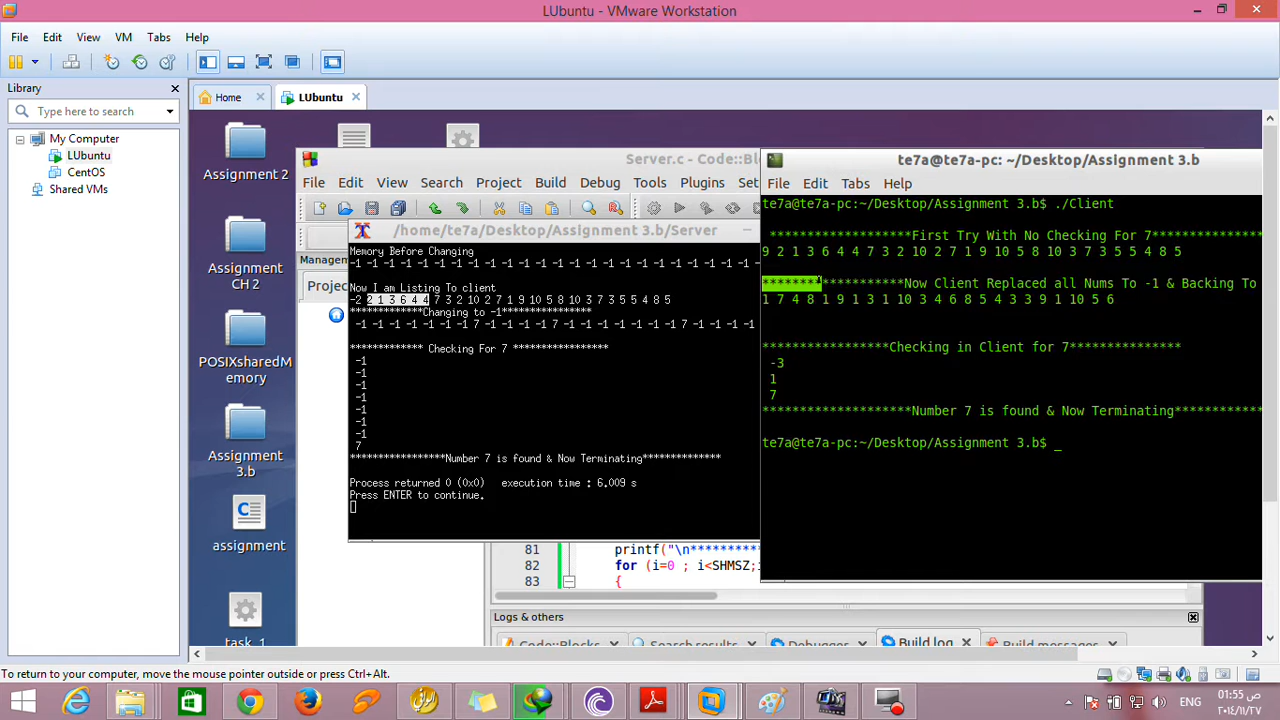 LUbuntu - VMware Workstation
File Edit View VM Tabs Help
Library
Type here to search
My Computer
LUbuntu
CentOS
Shared VMs
Home
LUbuntu
Assignment 2
Assignment
CH2
POSIXsharedM
emory
Assignment
3.b
assignment
task_1
Server.c - Code::Blo
File Edit View Search Project Build Debug Tools Plugins Set
Manageme
Projec
/home/te7a/Desktop/Assignment 3.b/Server
Memory Before Changing
-1 -1 -1 -1 -1 -1 -1 -1 -1 -1 -1 -1 -1 -1 -1 -1 -1 -1
Now I am Listing To client
-2 2 1 3 6 4 4 7 3 2 10 2 7 1 9 10 5 8 10 3 7 3 5 5 4 8 5
*************Changing to -1****************
-1 -1 -1 -1 -1 -1 7 -1 -1 -1 -1 7 -1 -1 -1 -1 -1 -1 -1 7 -1 -1 -1
************* Checking For 7 *****************
-1
-1
-1
-1
-1
-1
-1
7
*****************Number 7 is found & Now Terminating**************
Process returned 0 (0x0) execution time : 6.009 s
Press ENTER to continue.
81 printf("\n***********
82 for (i=0 ; i<SHMSZ;i
83 {
Logs & others
Code::Blocks
Search results
Debugger
Build log
Build messages
te7a@te7a-pc: ~/Desktop/Assignment 3.b
File Edit Tabs Help
te7a@te7a-pc:~/Desktop/Assignment 3.b$ ./Client
*******************First Try With No Checking For 7***************
9 2 1 3 6 4 4 7 3 2 10 2 7 1 9 10 5 8 10 3 7 3 5 5 4 8 5
*******************Now Client Replaced all Nums To -1 & Backing To
1 7 4 8 1 9 1 3 1 10 3 4 6 8 5 4 3 3 9 1 10 5 6
*****************Checking in Client for 7***************
-3
1
7
********************Number 7 is found & Now Terminating************
te7a@te7a-pc:~/Desktop/Assignment 3.b$ _
To return to your computer, move the mouse pointer outside or press Ctrl+Alt.
ENG
01:55 ص
٢٠١٤/١١/٢٧